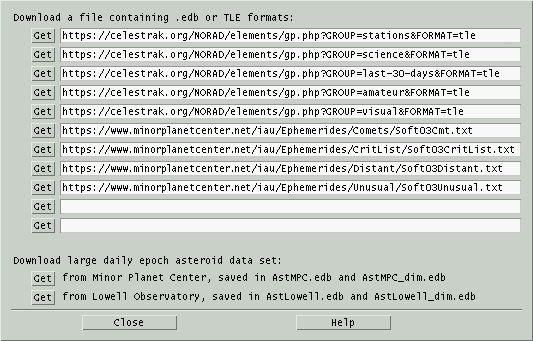 Download a file containing .edb or TLE formats:
Get https://celestrak.org/NORAD/elements/gp.php?GROUP=stations&FORMAT=tle
Get https://celestrak.org/NORAD/elements/gp.php?GROUP=science&FORMAT=tle
Get https://celestrak.org/NORAD/elements/gp.php?GROUP=last-30-days&FORMAT=tle
Get https://celestrak.org/NORAD/elements/gp.php?GROUP=amateur&FORMAT=tle
Get https://celestrak.org/NORAD/elements/gp.php?GROUP=visual&FORMAT=tle
Get https://www.minorplanetcenter.net/iau/Ephemerides/Comets/Soft03Cmt.txt
Get https://www.minorplanetcenter.net/iau/Ephemerides/CritList/Soft03CritList.txt
Get https://www.minorplanetcenter.net/iau/Ephemerides/Distant/Soft03Distant.txt
Get https://www.minorplanetcenter.net/iau/Ephemerides/Unusual/Soft03Unusual.txt
Get
Get
Download large daily epoch asteroid data set:
Get from Minor Planet Center, saved in AstMPC.edb and AstMPC_dim.edb
Get from Lowell Observatory, saved in AstLowell.edb and AstLowell_dim.edb
Close Help